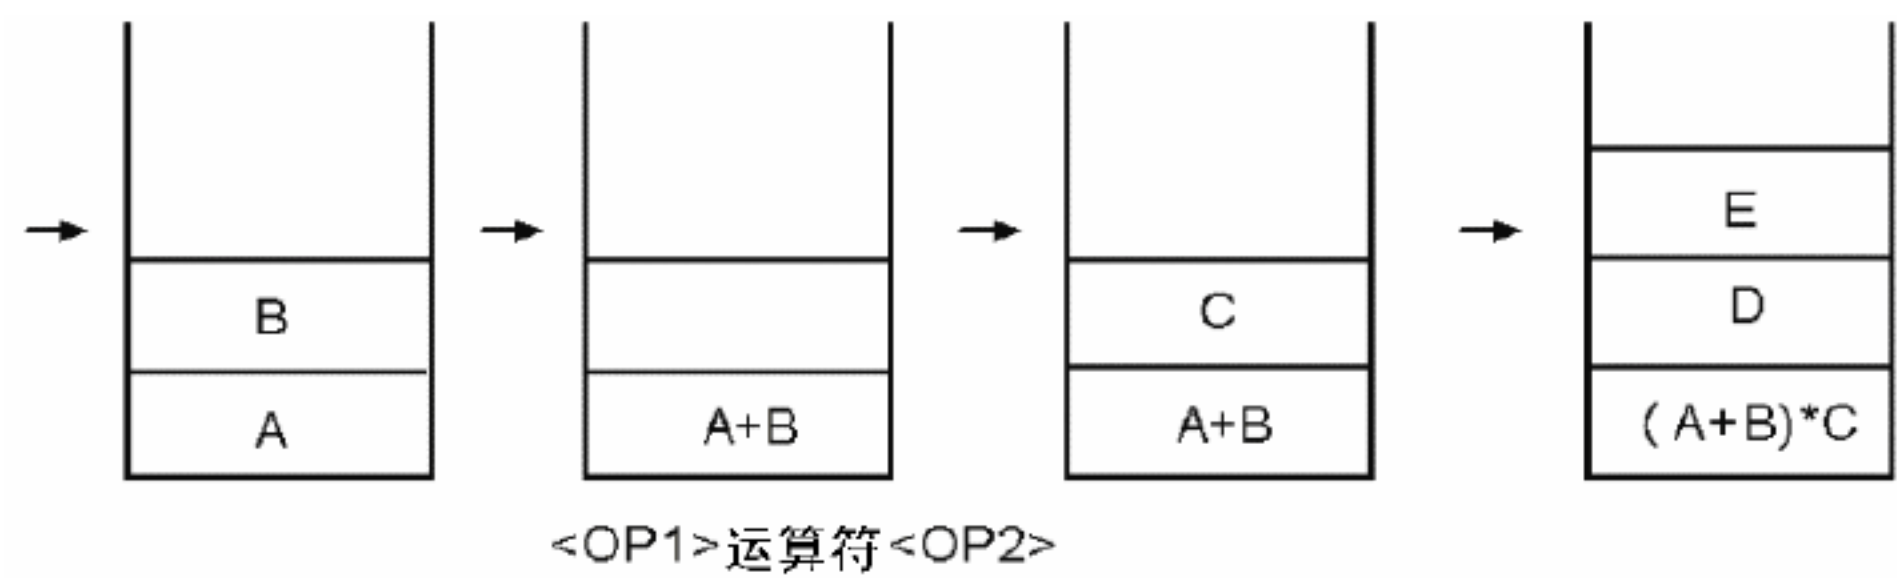 E
B C D
A A+B A+B (A+B)*C
<OP1>运算符<OP2>